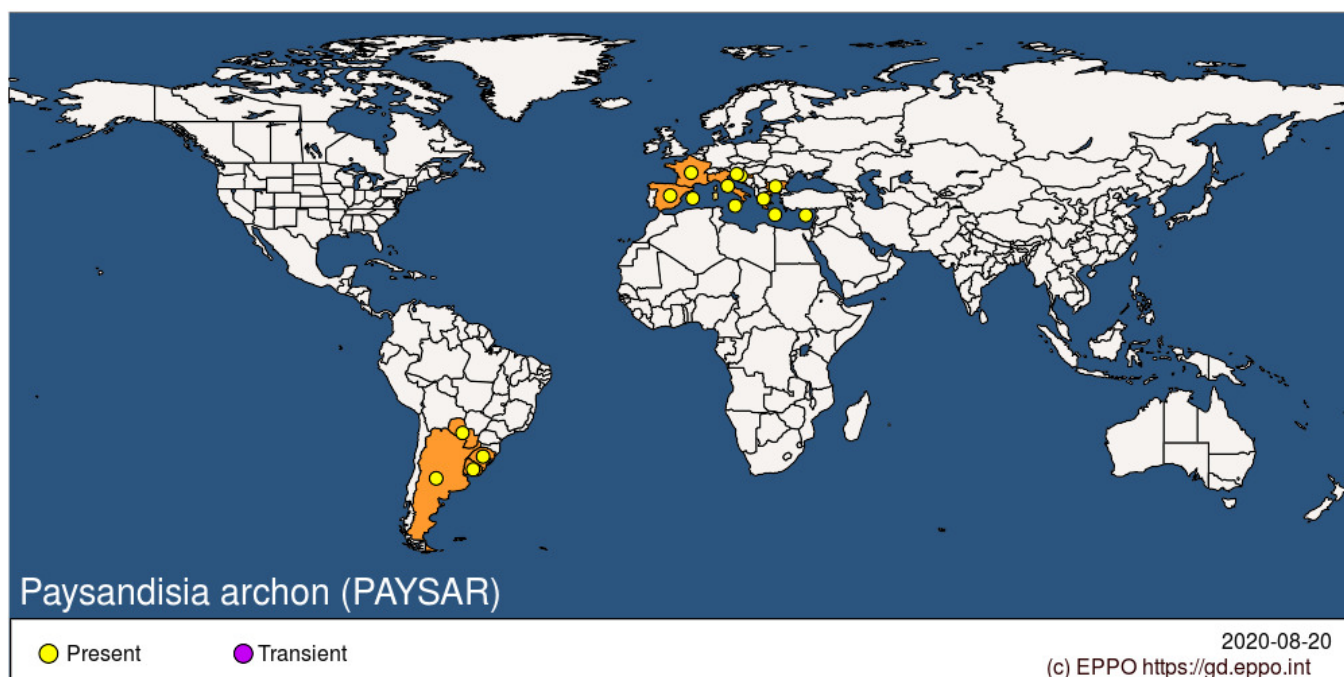 Paysandisia archon (PAYSAR)
Present
Transient
2020-08-20
(c) EPPO https://gd.eppo.int